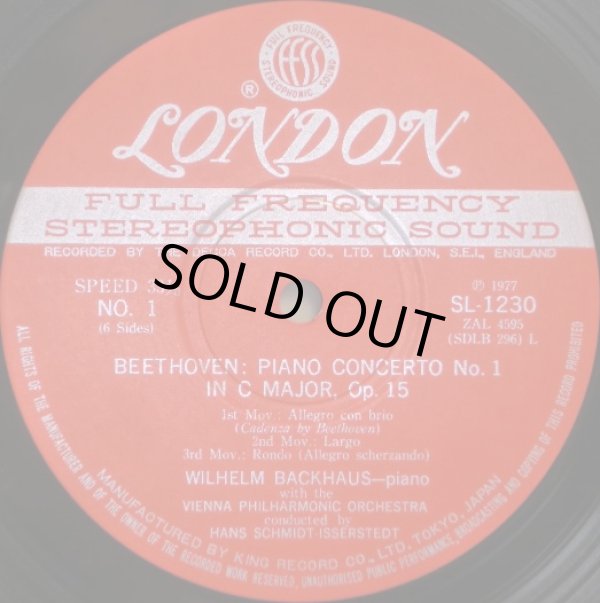 FULL FREQUENCY
ffss
STEREOPHONIC SOUND
® LONDON
FULL FREQUENCY
STEREOPHONIC SOUND
RECORDED BY THE DECCA RECORD CO., LTD. LONDON, S.E.I., ENGLAND
SPEED 33
NO. 1
(6 Sides)
℗ 1977
SL-1230
ZAL 4595
(SDLB 296) L
SOLD OUT
BEETHOVEN: PIANO CONCERTO No. 1
IN C MAJOR, Op. 15
1st Mov.: Allegro con brio
(Cadenza by Beethoven)
2nd Mov.: Largo
3rd Mov.: Rondo (Allegro scherzando)
WILHELM BACKHAUS—piano
with the
VIENNA PHILHARMONIC ORCHESTRA
conducted by
HANS SCHMIDT-ISSERSTEDT
MANUFACTURED BY KING RECORD CO., LTD, TOKYO, JAPAN
ALL RIGHTS OF THE MANUFACTURER AND OF THE OWNER OF THE RECORDED WORK RESERVED. UNAUTHORISED PUBLIC PERFORMANCE, BROADCASTING AND COPYING OF THIS RECORD PROHIBITED